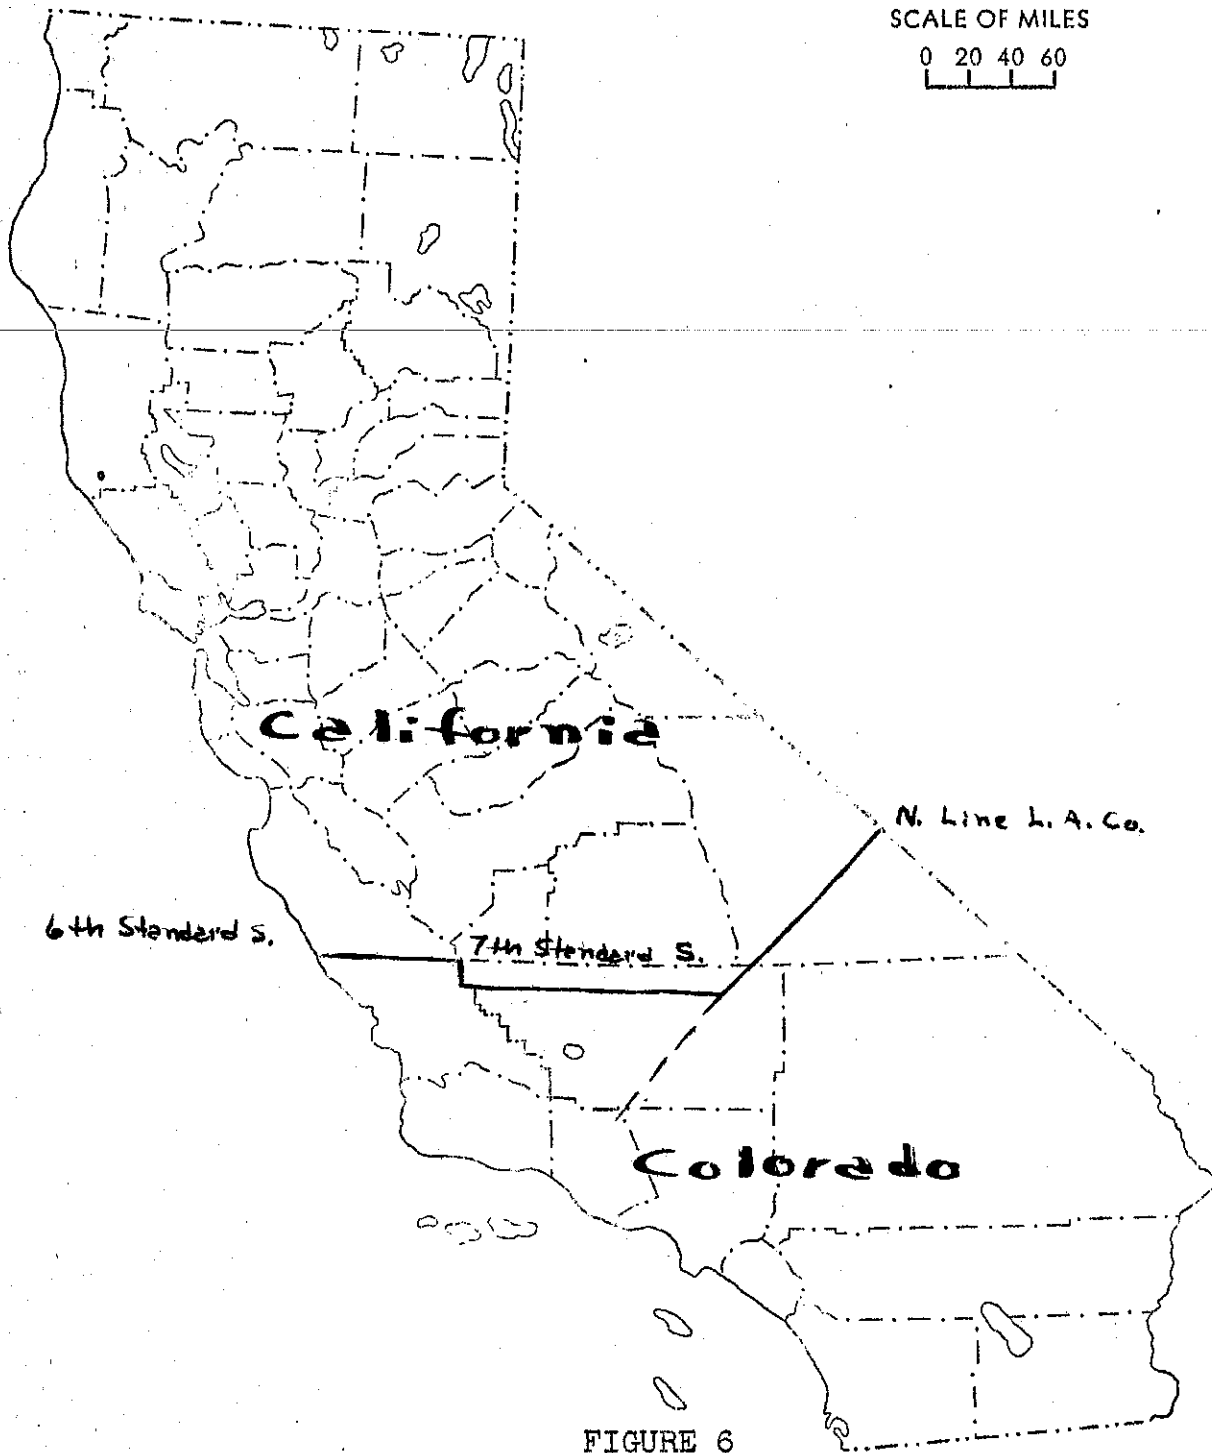 SCALE OF MILES
0 20 40 60
California
N. Line L. A. Co.
6th Standard S.
7th Standard S.
Colorado
FIGURE 6